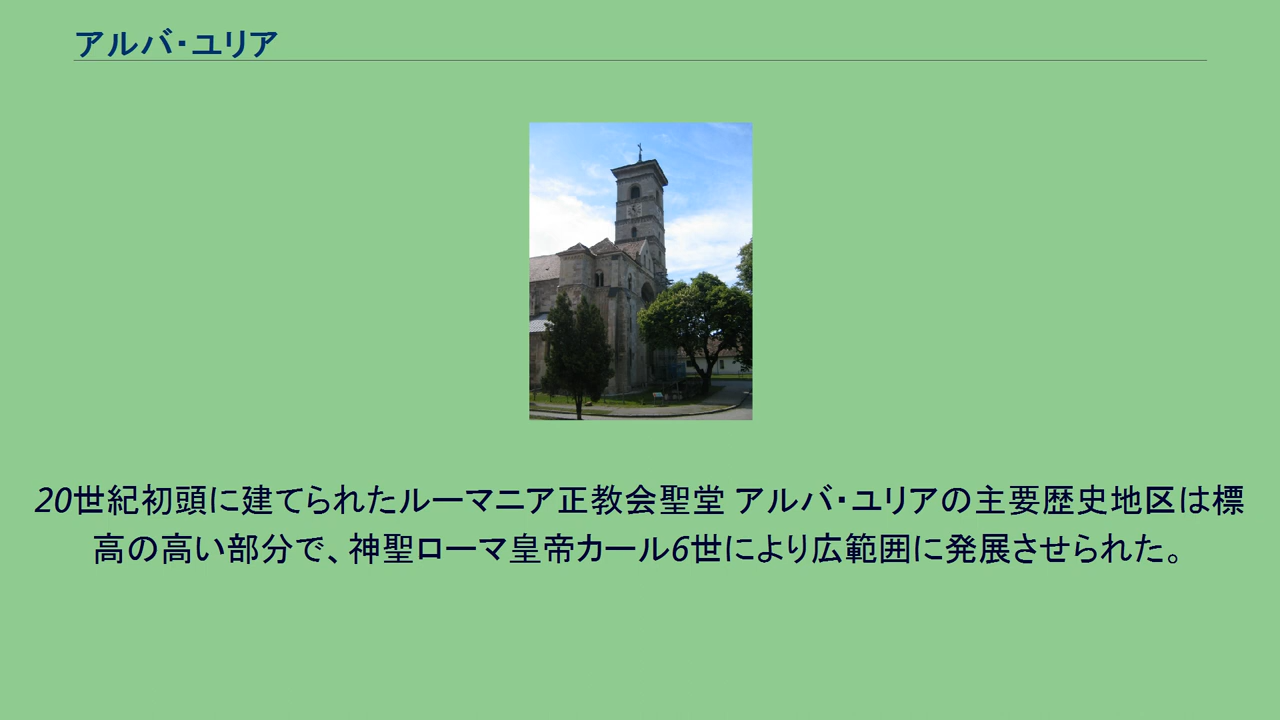 アルバ・ユリア
20世紀初頭に建てられたルーマニア正教会聖堂 アルバ・ユリアの主要歴史地区は標
高の高い部分で、神聖ローマ皇帝カール6世により広範囲に発展させられた。